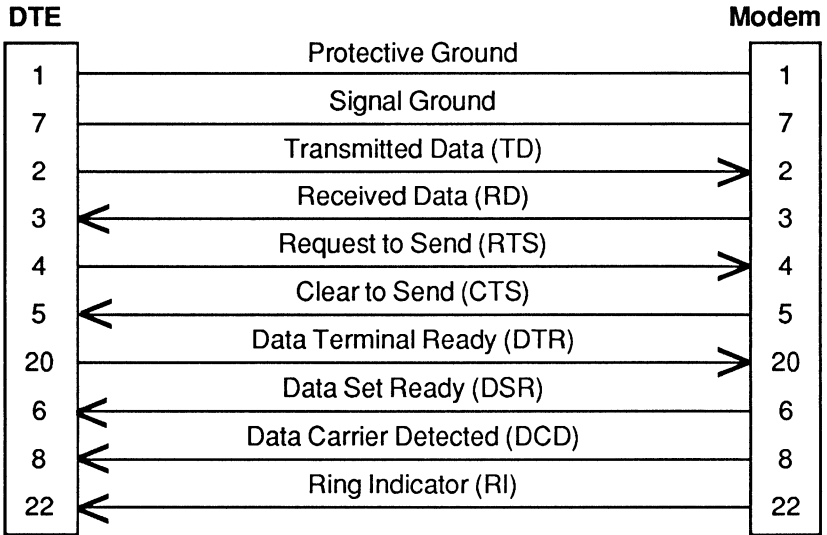 DTE Modem
Protective Ground
1 1
Signal Ground
7 7
Transmitted Data (TD)
2 2
Received Data (RD)
3 3
Request to Send (RTS)
4 4
Clear to Send (CTS)
5 5
Data Terminal Ready (DTR)
20 20
Data Set Ready (DSR)
6 6
Data Carrier Detected (DCD)
8 8
Ring Indicator (RI)
22 22